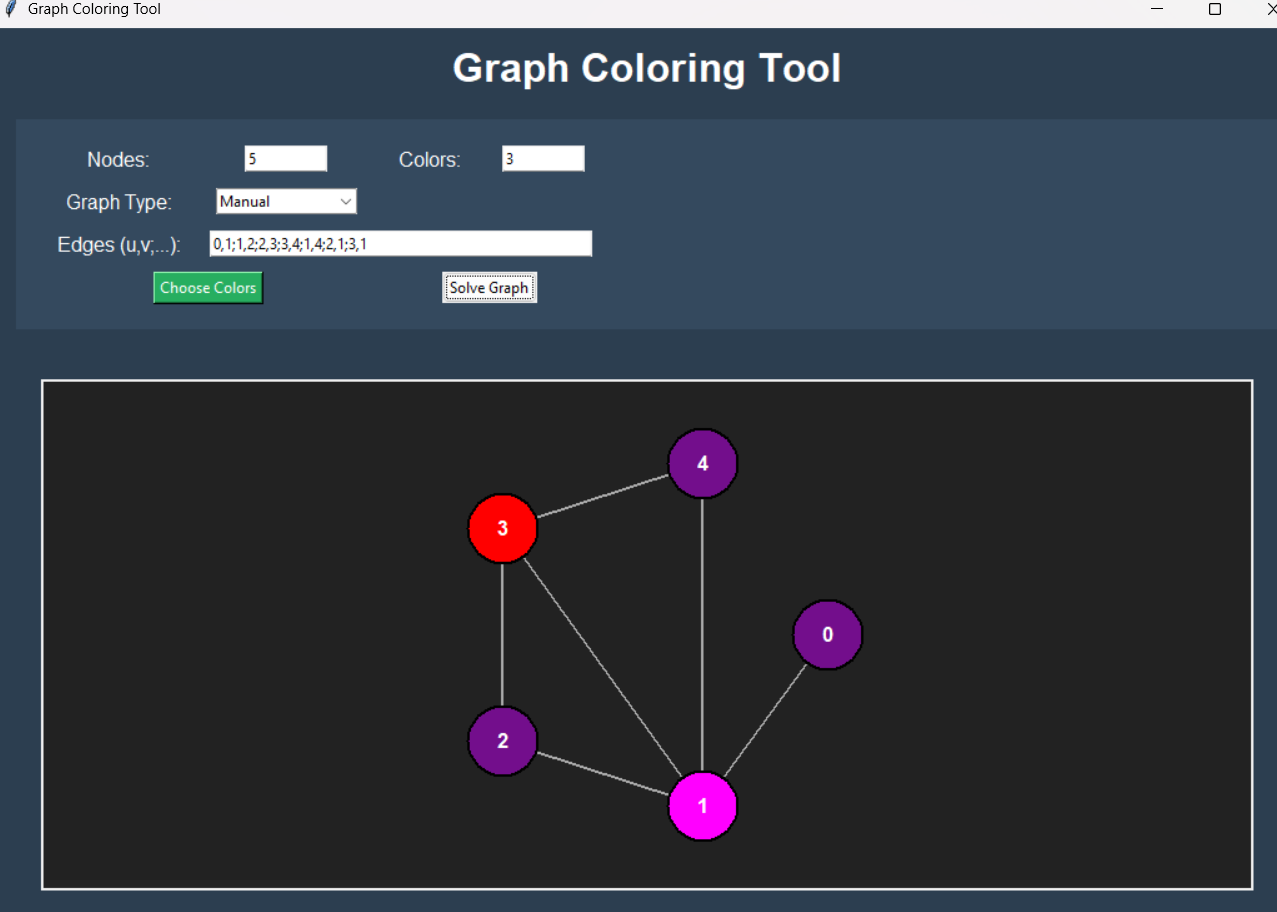 Graph Coloring Tool
Graph Coloring Tool
Nodes: 5 Colors: 3
Graph Type: Manual
Edges (u,v;...): 0,1;1,2;2,3;3,4;1,4;2,1;3,1
Choose Colors Solve Graph
4
3
0
2
1